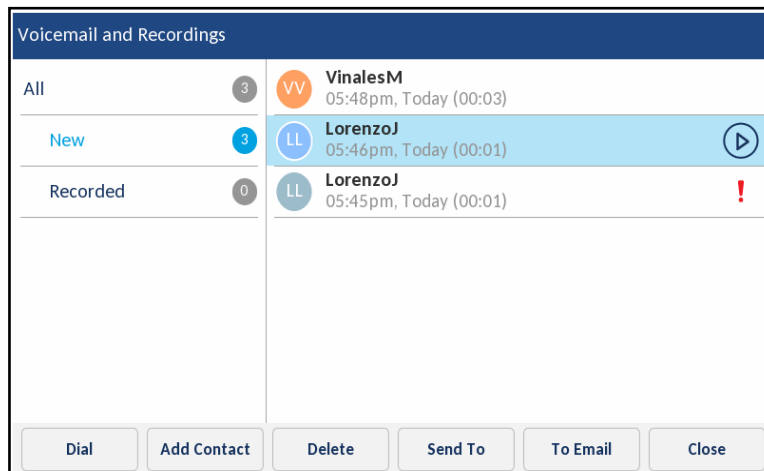 Voicemail and Recordings
All 3
New 3
Recorded 0
VV VinalesM
05:48pm, Today (00:03)
LL LorenzoJ
05:46pm, Today (00:01)
LL LorenzoJ
05:45pm, Today (00:01) !
Dial Add Contact Delete Send To To Email Close